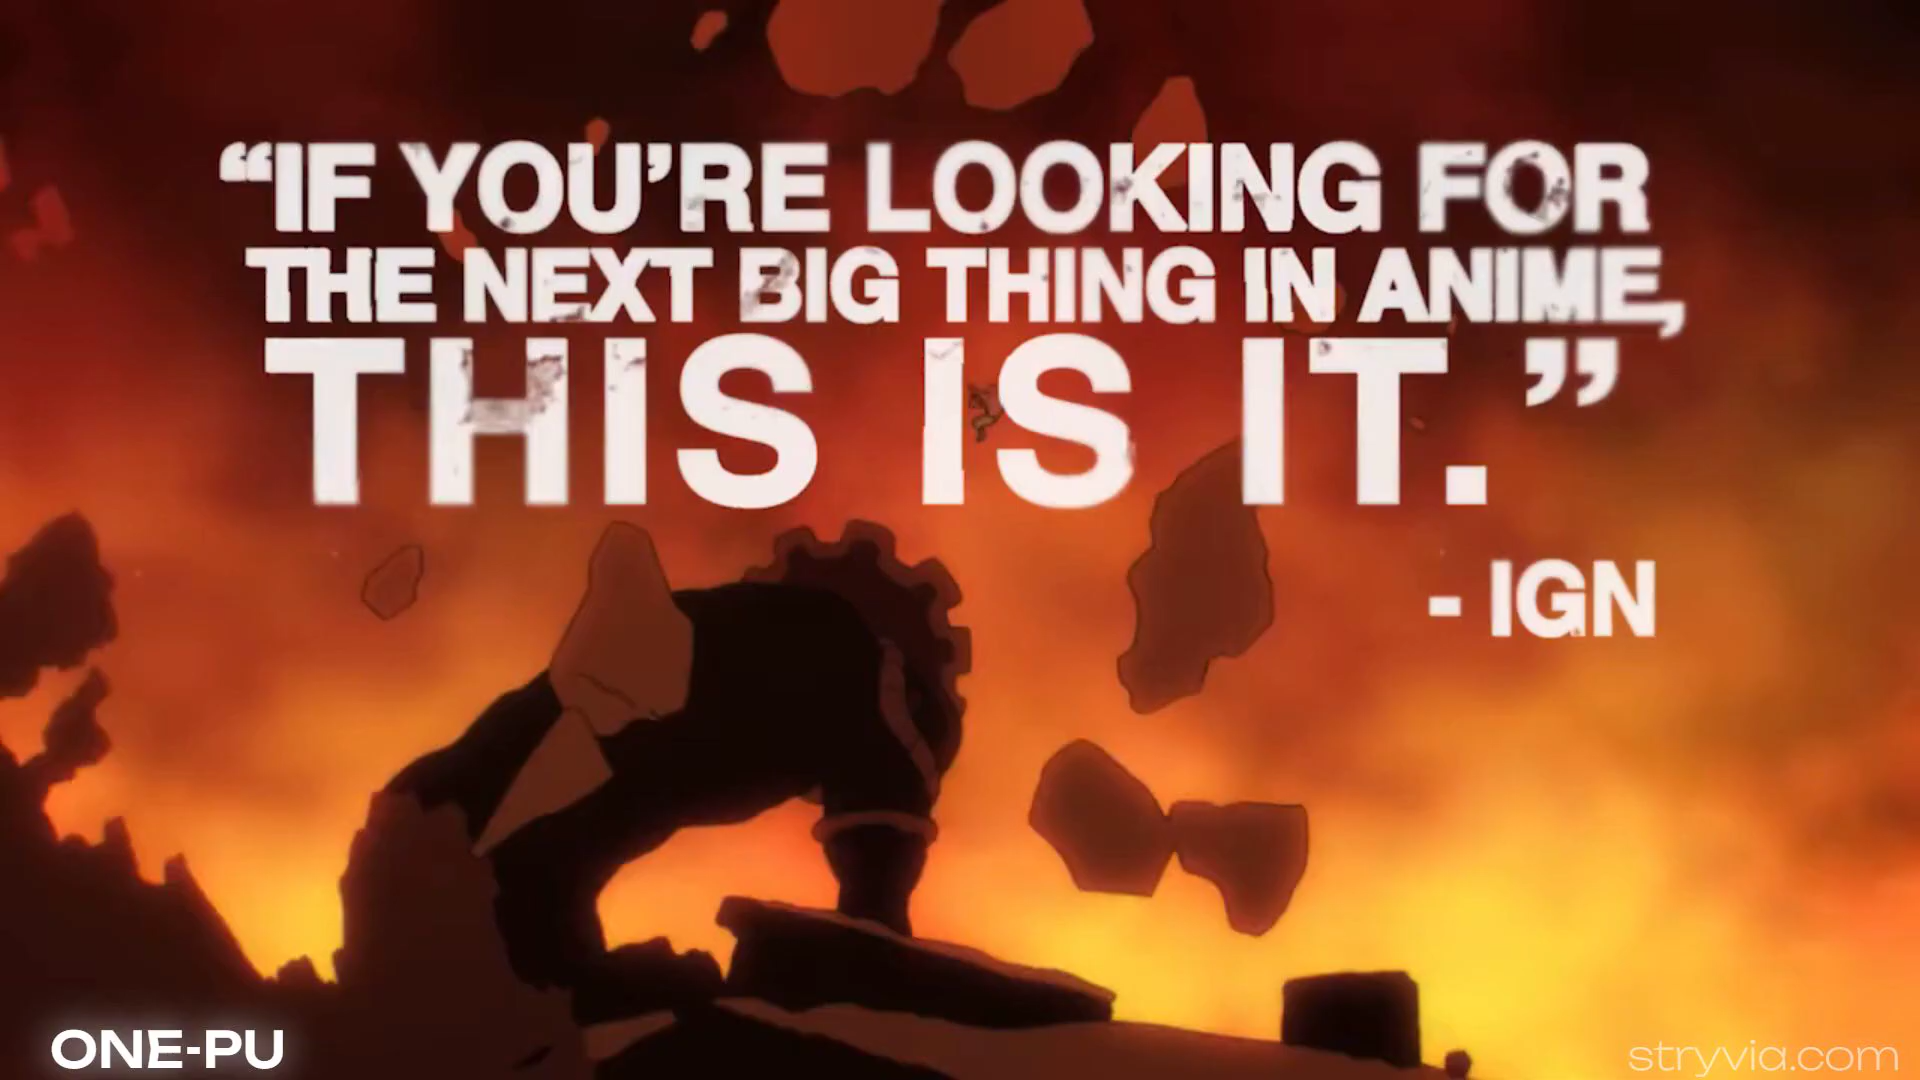 “IF YOU’RE LOOKING FOR
THE NEXT BIG THING IN ANIME,
THIS IS IT.”
- IGN
ONE-PU
stryvia.com